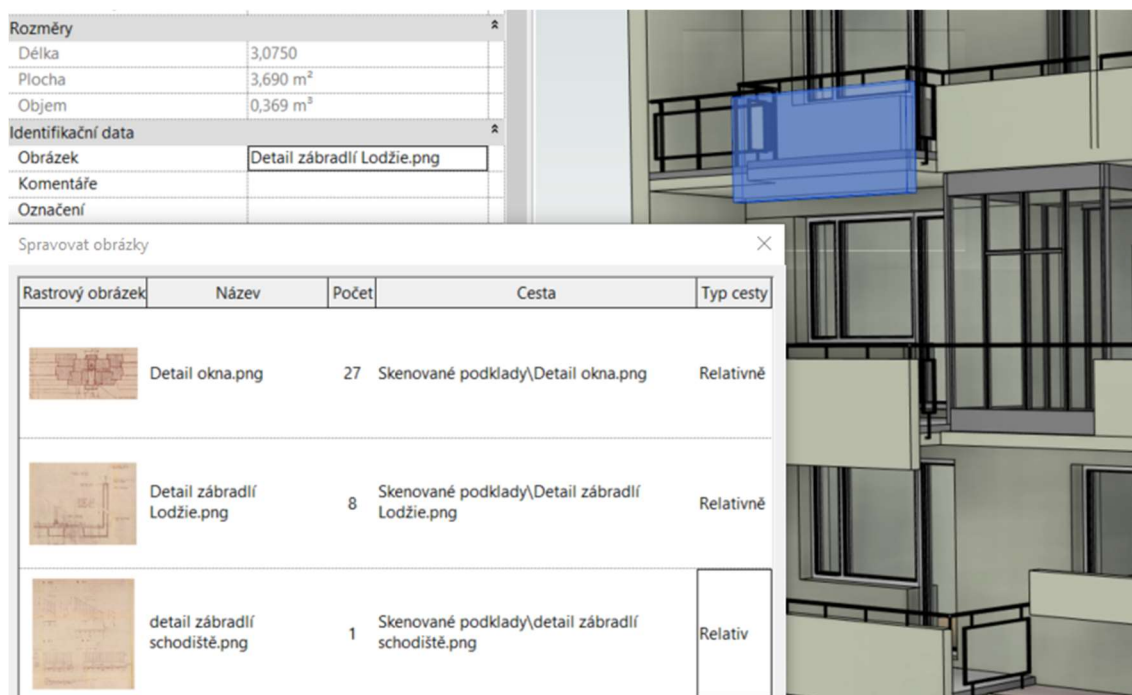 Rozměry
Délka 3,0750
Plocha 3,690 m²
Objem 0,369 m³
Identifikační data
Obrázek Detail zábradlí Lodžie.png
Komentáře
Označení
Spravovat obrázky
Rastrový obrázek Název Počet Cesta Typ cesty
Detail okna.png 27 Skenované podklady\Detail okna.png Relativně
Detail zábradlí Skenované podklady\Detail zábradlí
Lodžie.png 8 Lodžie.png Relativně
detail zábradlí Skenované podklady\detail zábradlí
schodiště.png 1 schodiště.png Relativ